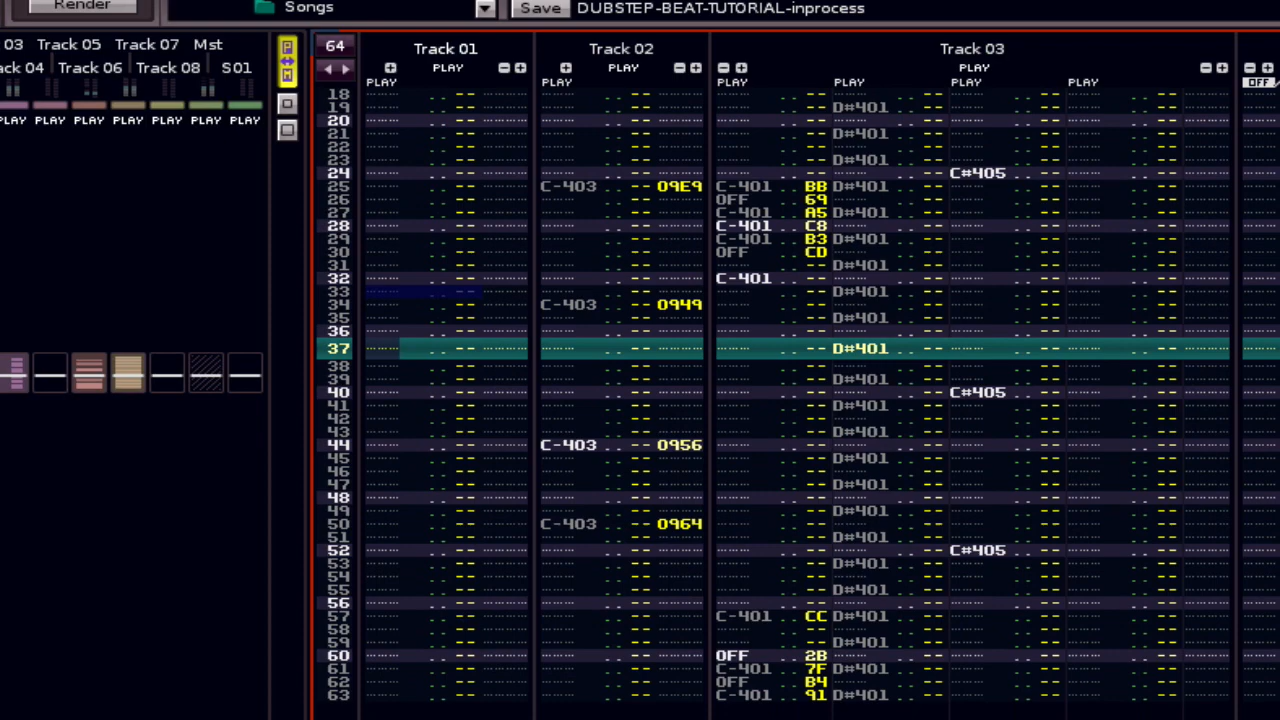 Render Songs Save DUBSTEP-BEAT-TUTORIAL-inprocess
03 Track 05 Track 07 Mst 64 Track 01 Track 02 Track 03
ck 04 Track 06 Track 08 S01 PLAY PLAY PLAY
PLAY PLAY PLAY PLAY OFF
PLAY PLAY PLAY PLAY PLAY PLAY PLAY PLAY
18
19 D#401
20
21 D#401
22
23 D#401
24 C#405
25 C-403 09E9 C-401 BB D#401
26 OFF 69
27 C-401 A5 D#401
28 C-401 C8
29 C-401 B3 D#401
30 OFF CD
31 D#401
32 C-401
33 D#401
34 C-403 0949
35 D#401
36
37 D#401
38
39 D#401
40 C#405
41 D#401
42
43 D#401
44 C-403 0956
45 D#401
46
47 D#401
48
49 D#401
50 C-403 0964
51 D#401
52 C#405
53 D#401
54
55 D#401
56
57 C-401 CC D#401
58
59 D#401
60 OFF 2B
61 C-401 7F D#401
62 OFF B4
63 C-401 91 D#401